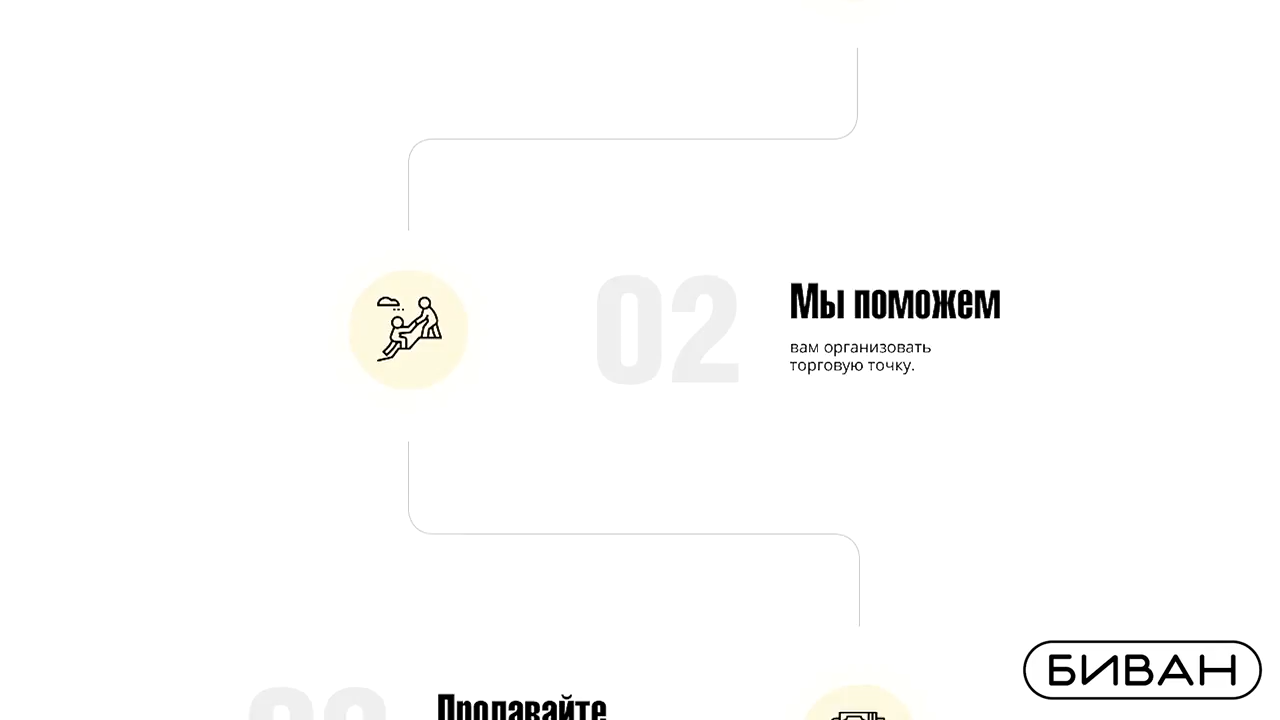 02
Мы поможем
вам организовать
торговую точку.
Продавайте
БИВАН